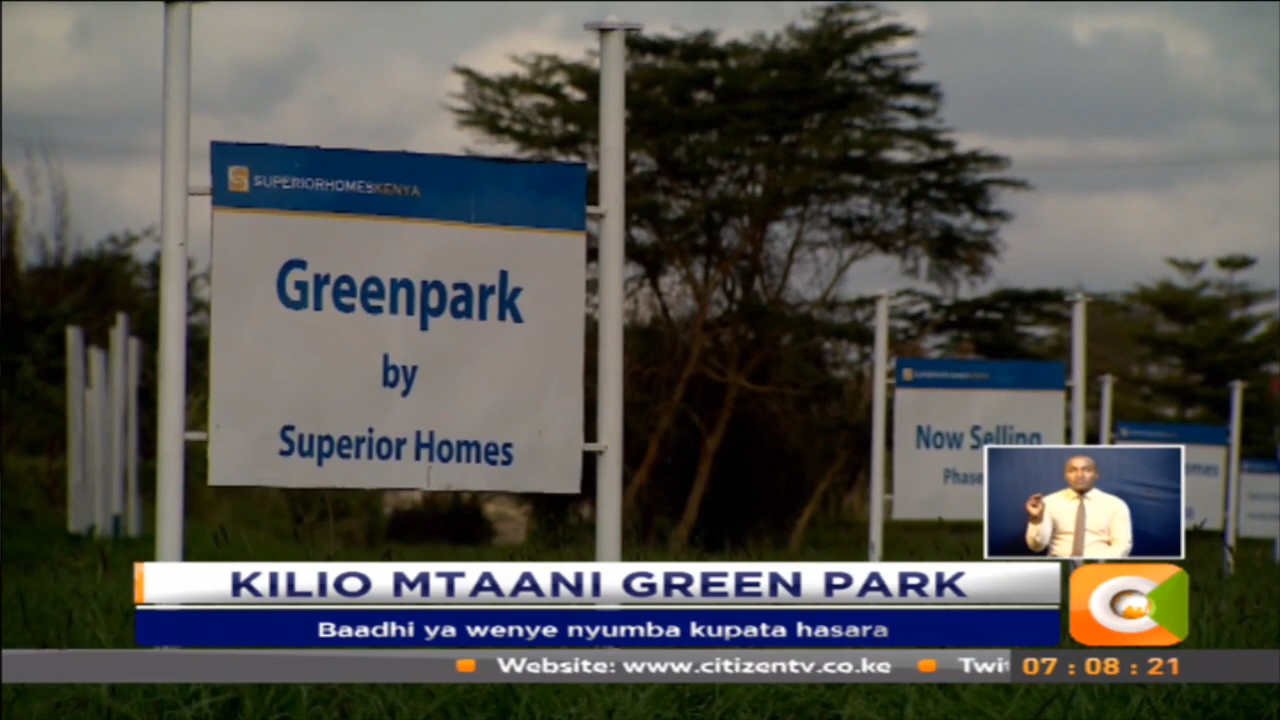 SUPERIORHOMESKENYA
Greenpark
by
Superior Homes
Now Selling
Phase
KILIO MTAANI GREEN PARK
Baadhi ya wenye nyumba kupata hasara
Website: www.citizentv.co.ke
Twi
07 : 08 : 21